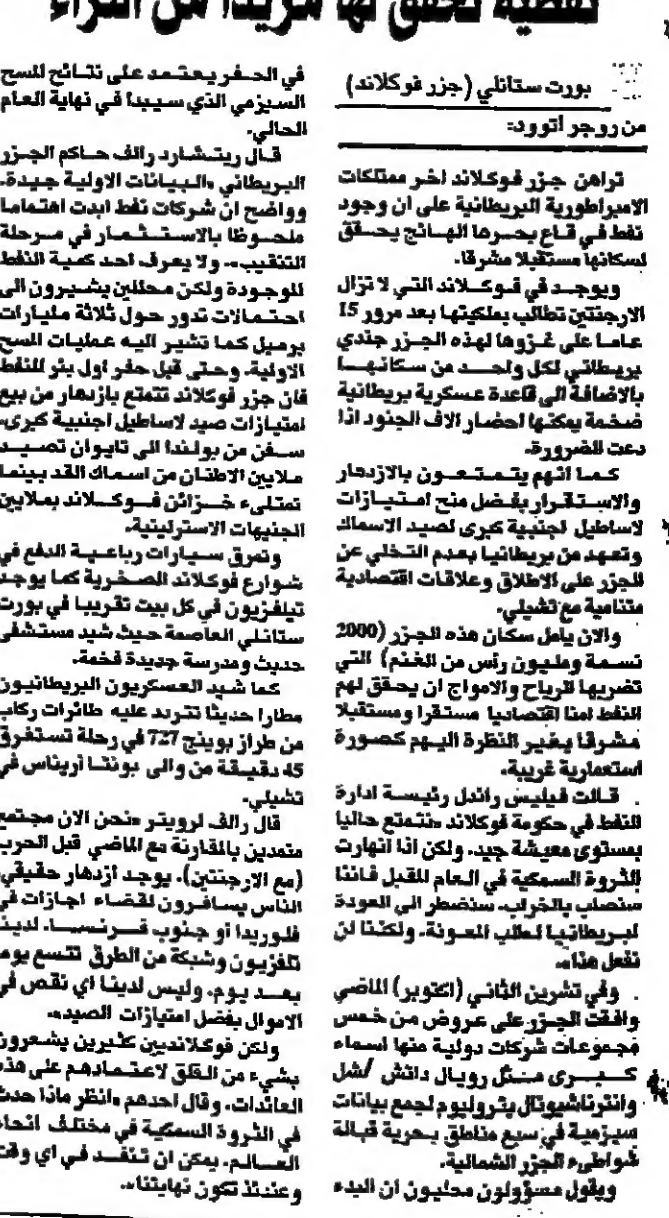 نفطية تحقق لها مزيدا من الثراء
بورت ستانلي (جزر فوكلاند)
من روجر اتوود:
تراهن جزر فوكلاند اخر ممتلكات
الامبراطورية البريطانية على ان وجود
نفط في قاع بحرها الهائج يحقق
لسكانها مستقبلا مشرقا.
ويوجد في فوكلاند التي لا تزال
الارجنتين تطالب بملكيتها بعد مرور 15
عاما على غزوها لهذه الجزر جندي
بريطاني لكل واحد من سكانها
بالاضافة الى قاعدة عسكرية بريطانية
ضخمة يمكنها احضار الاف الجنود اذا
دعت الضرورة.
كما انهم يتمتعون بالازدهار
والاستقرار بفضل منح امتيازات
لاساطيل اجنبية كبرى لصيد الاسماك
وتعهد من بريطانيا بعدم التخلي عن
الجزر على الاطلاق وعلاقات اقتصادية
متنامية مع تشيلي.
والان يامل سكان هذه الجزر (2000
نسمة ومليون رأس من الغنم) التي
تضربها الرياح والامواج ان يحقق لهم
النفط امنا اقتصاديا مستقرا ومستقبلا
مشرقا يغير النظرة اليهم كصورة
استعمارية غريبة.
قالت فيليس راندل رئيسة ادارة
النفط في حكومة فوكلاند «نتمتع حاليا
بمستوى معيشة جيد. ولكن اذا انهارت
الثروة السمكية في العام المقبل فاننا
سنصاب بالخراب. سنضطر الى العودة
لبريطانيا لطلب المعونة. ولكننا لن
نفعل هذا».
وفي تشرين الثاني (اكتوبر) الماضي
وافقت الجزر على عروض من خمس
مجموعات شركات دولية منها اسماء
كبرى مثل رويال داتش /شل
وانترناشيونال بتروليوم لجمع بيانات
سيزمية في سبع مناطق بحرية قبالة
شواطىء الجزر الشمالية.
ويقول مسؤولون محليون ان البدء
في الحفر يعتمد على نتائج المسح
السيزمي الذي سيبدا في نهاية العام
الحالي.
قال ريتشارد رالف حاكم الجزر
البريطاني «البيانات الاولية جيدة.
وواضح ان شركات نفط ابدت اهتماما
ملحوظا بالاستثمار في مرحلة
التنقيب». ولا يعرف احد كمية النفط
الموجودة ولكن محللين يشيرون الى
احتمالات تدور حول ثلاثة مليارات
برميل كما تشير اليه عمليات المسح
الاولية. وحتى قبل حفر اول بئر للنفط
فان جزر فوكلاند تتمتع بازدهار من بيع
امتيازات صيد لاساطيل اجنبية كبرى.
سفن من بولندا الى تايوان تصيد
ملايين الاطنان من اسماك القد بينما
تمتلىء خزائن فوكلاند بملايين
الجنيهات الاسترلينية.
وتمرق سيارات رباعية الدفع في
شوارع فوكلاند الصخرية كما يوجد
تيلفزيون في كل بيت تقريبا في بورت
ستانلي العاصمة حيث شيد مستشفى
حديث ومدرسة جديدة فخمة.
كما شيد العسكريون البريطانيون
مطارا حديثا تتردد عليه طائرات ركاب
من طراز بوينج 727 في رحلة تستغرق
45 دقيقة من والى بونتا اريناس في
تشيلي.
قال رالف لرويتر «نحن الان مجتمع
متمدين بالمقارنة مع الماضي قبل الحرب
(مع الارجنتين). يوجد ازدهار حقيقي.
الناس يسافرون لقضاء اجازات في
فلوريدا أو جنوب فرنسا. لدينا
تلفزيون وشبكة من الطرق تتسع يوما
بعد يوم. وليس لدينا اي نقص في
الاموال بفضل امتيازات الصيد».
ولكن فوكلانديين كثيرين يشعرون
بشيء من القلق لاعتمادهم على هذه
العائدات. وقال احدهم «انظر ماذا حدث
في الثروة السمكية في مختلف انحاء
العالم. يمكن ان تنفد في اي وقت
وعندئذ تكون نهايتنا».